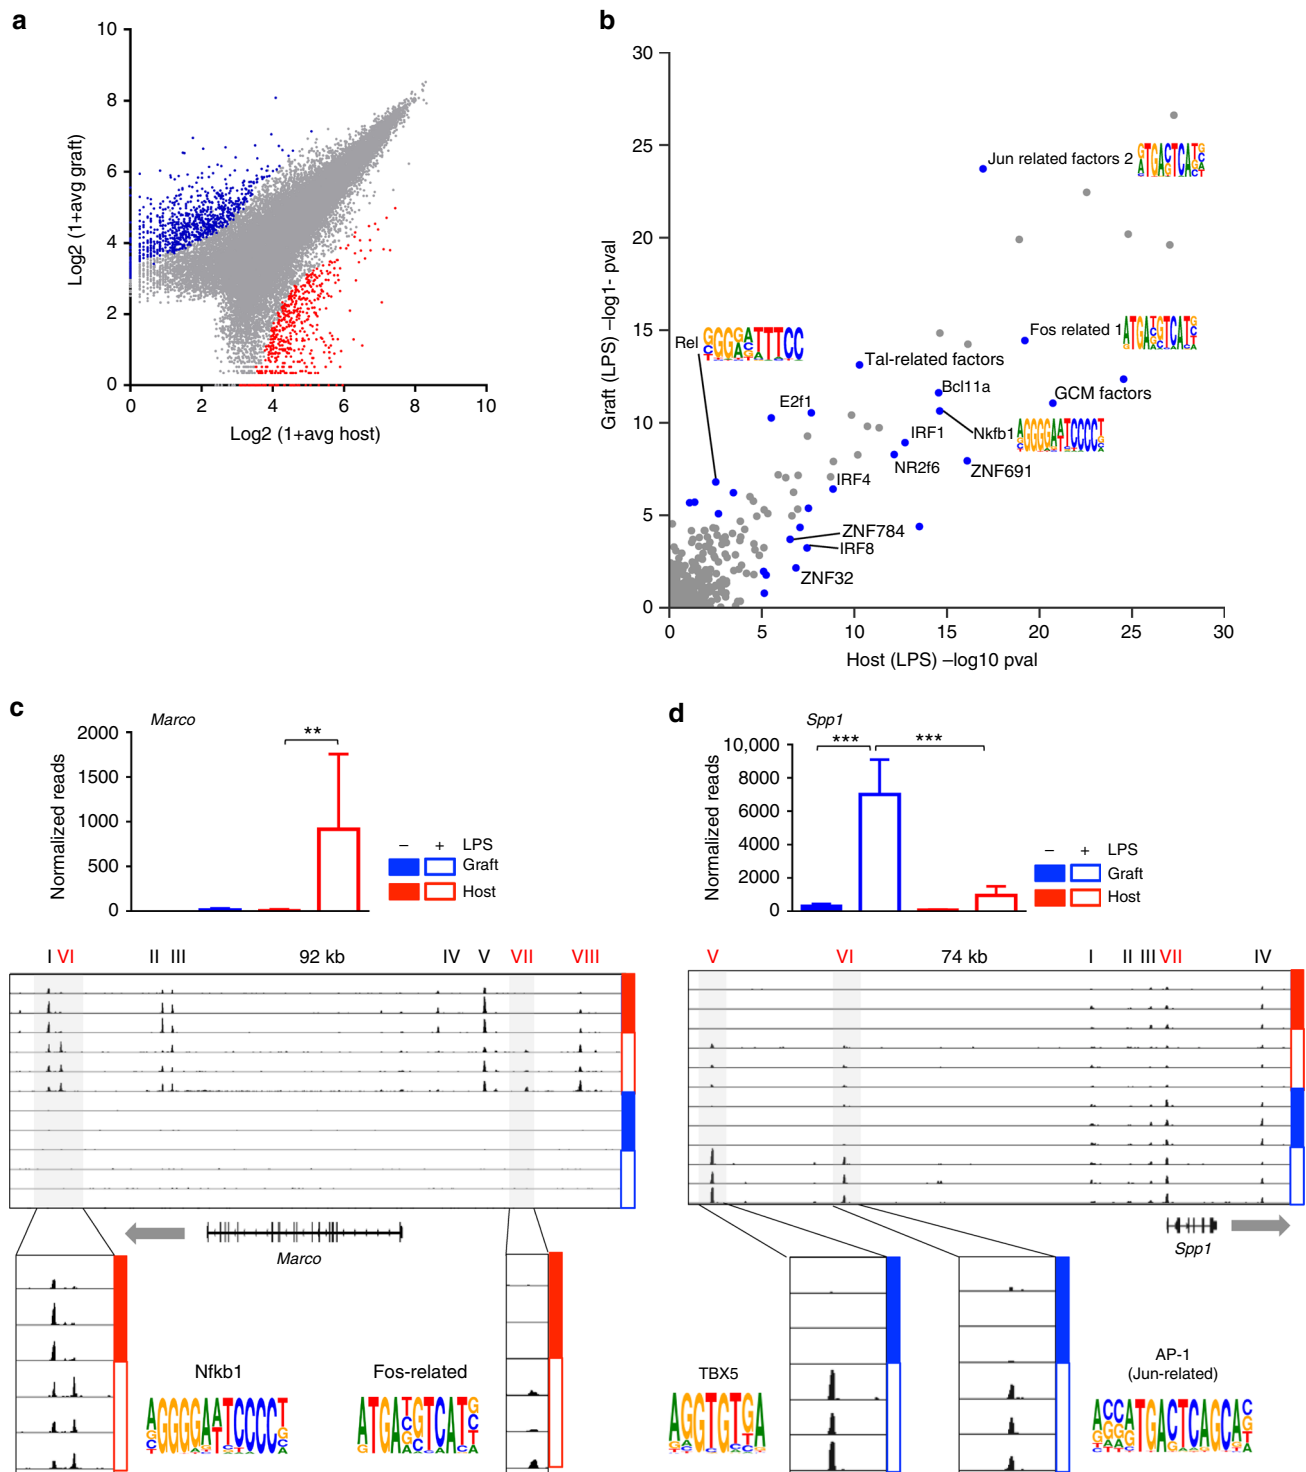 a
10
8
6
4
2
0
0 2 4 6 8 10
Log2 (1+avg graft)
Log2 (1+avg host)
b
30
25
20
15
10
5
0
0 5 10 15 20 25 30
Graft (LPS) –log1- pval
Host (LPS) –log10 pval
Jun related factors 2
Fos related 1
Rel
Tal-related factors
Bcl11a
GCM factors
E2f1
Nkfb1
IRF1
NR2f6
ZNF691
IRF4
ZNF784
IRF8
ZNF32
c
Marco
**
2000
1500
1000
500
0
Normalized reads
– + LPS
Graft
Host
I VI II III 92 kb IV V VII VIII
Marco
Nfkb1
Fos-related
d
Spp1
*** ***
10,000
8000
6000
4000
2000
0
Normalized reads
– + LPS
Graft
Host
V VI 74 kb I II III VII IV
Spp1
TBX5
AGGTGTGA
AP-1
(Jun-related)